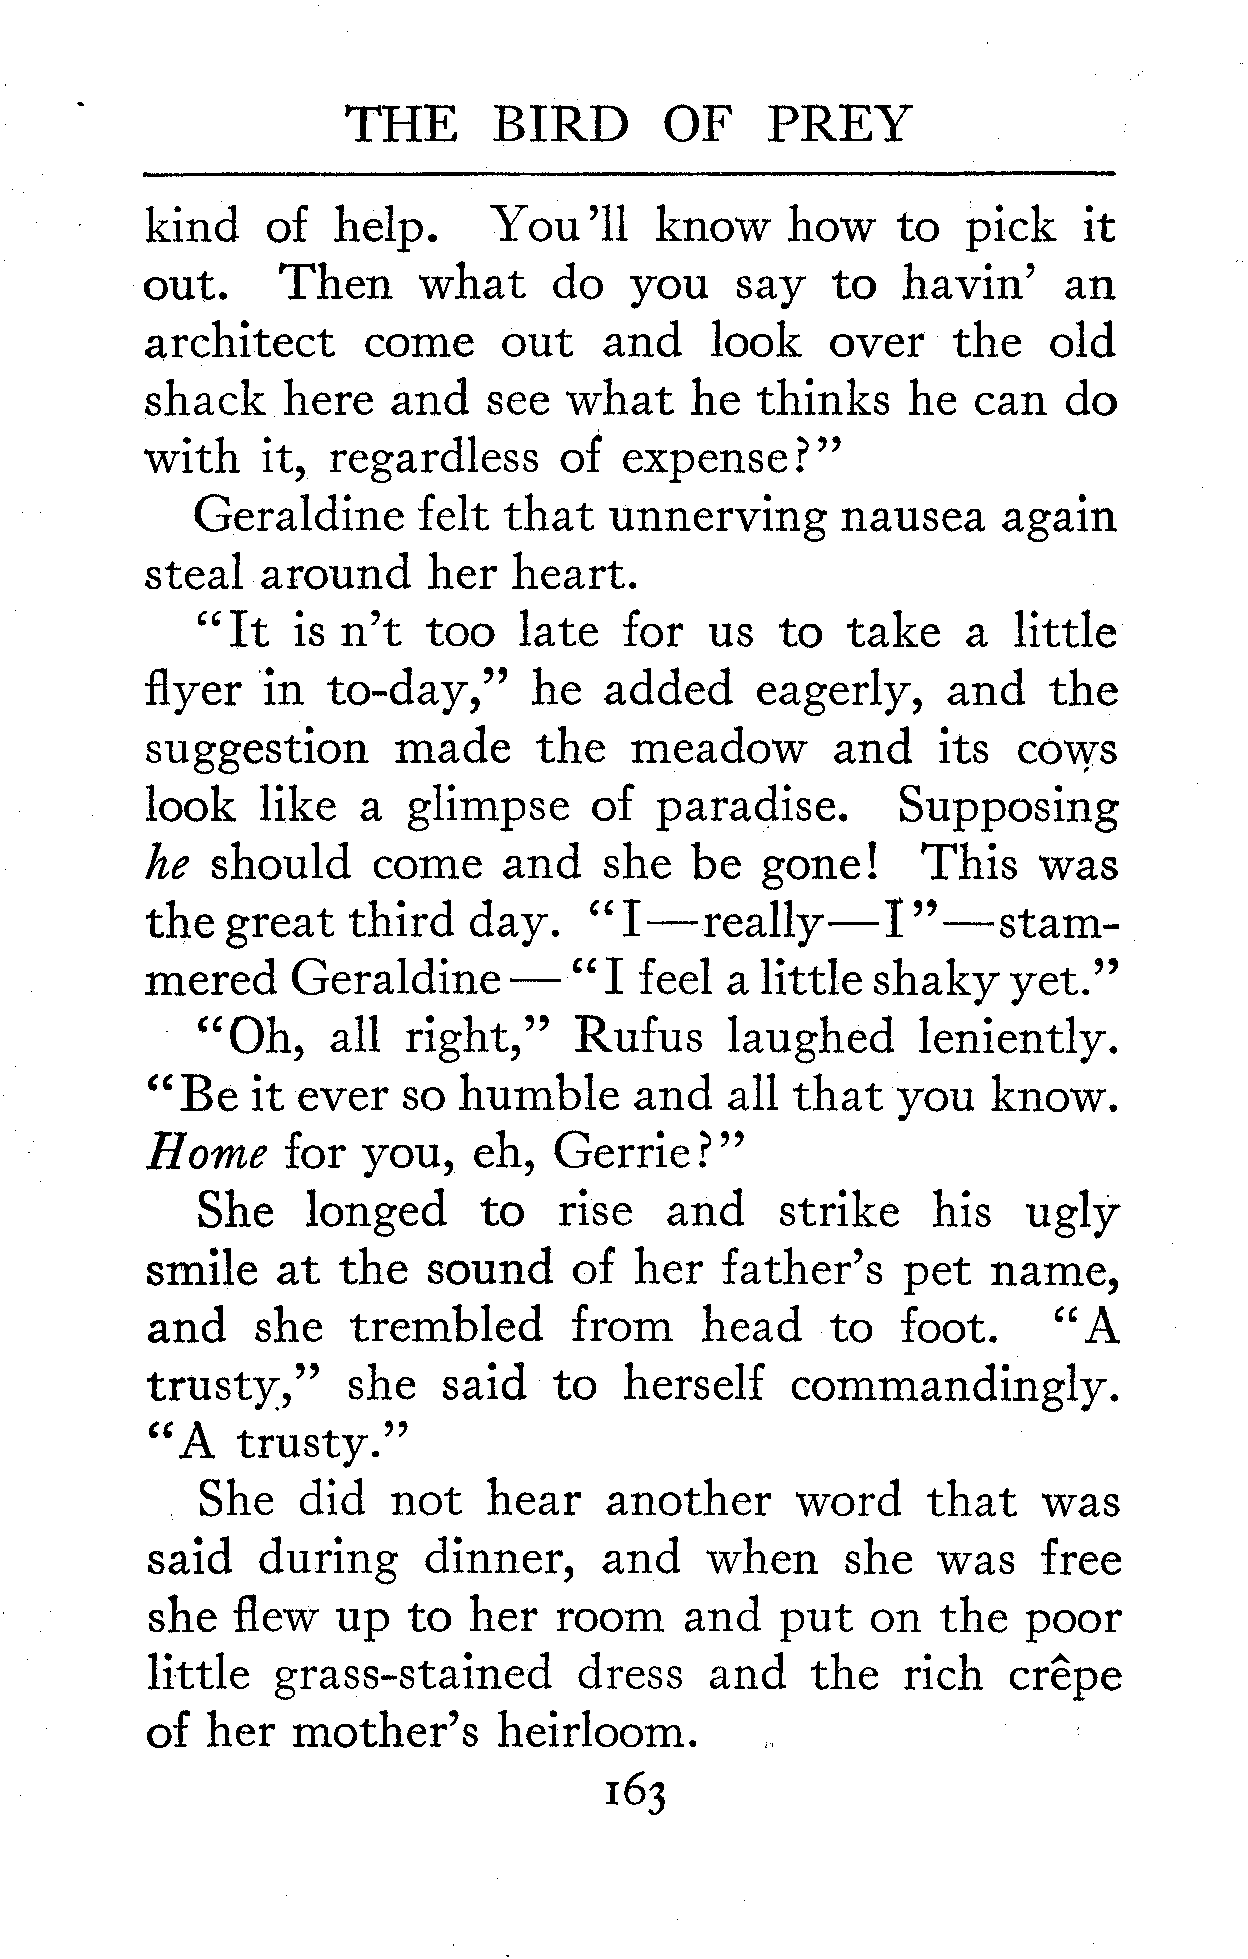 THE BIRD OF PREY
kind of help. You 'll know how to pick it
out. Then what do you say to havin' an
architect come out and look over the old
shack here and see what he thinks he can do
with it, regardless of expense?"
Geraldine felt that unnerving nausea again
steal around her heart.
"It is n't too late for us to take a little
flyer in to-day," he added eagerly, and the
suggestion made the meadow and its cows
look like a glimpse of paradise. Supposing
he should come and she be gone! This was
the great third day. "I—really—I"—stam-
mered Geraldine—"I feel a little shaky yet."
"Oh, all right," Rufus laughed leniently.
"Be it ever so humble and all that you know.
Home for you, eh, Gerrie?"
She longed to rise and strike his ugly
smile at the sound of her father's pet name,
and she trembled from head to foot. "A
trusty," she said to herself commandingly.
"A trusty."
She did not hear another word that was
said during dinner, and when she was free
she flew up to her room and put on the poor
little grass-stained dress and the rich crêpe
of her mother's heirloom.
163